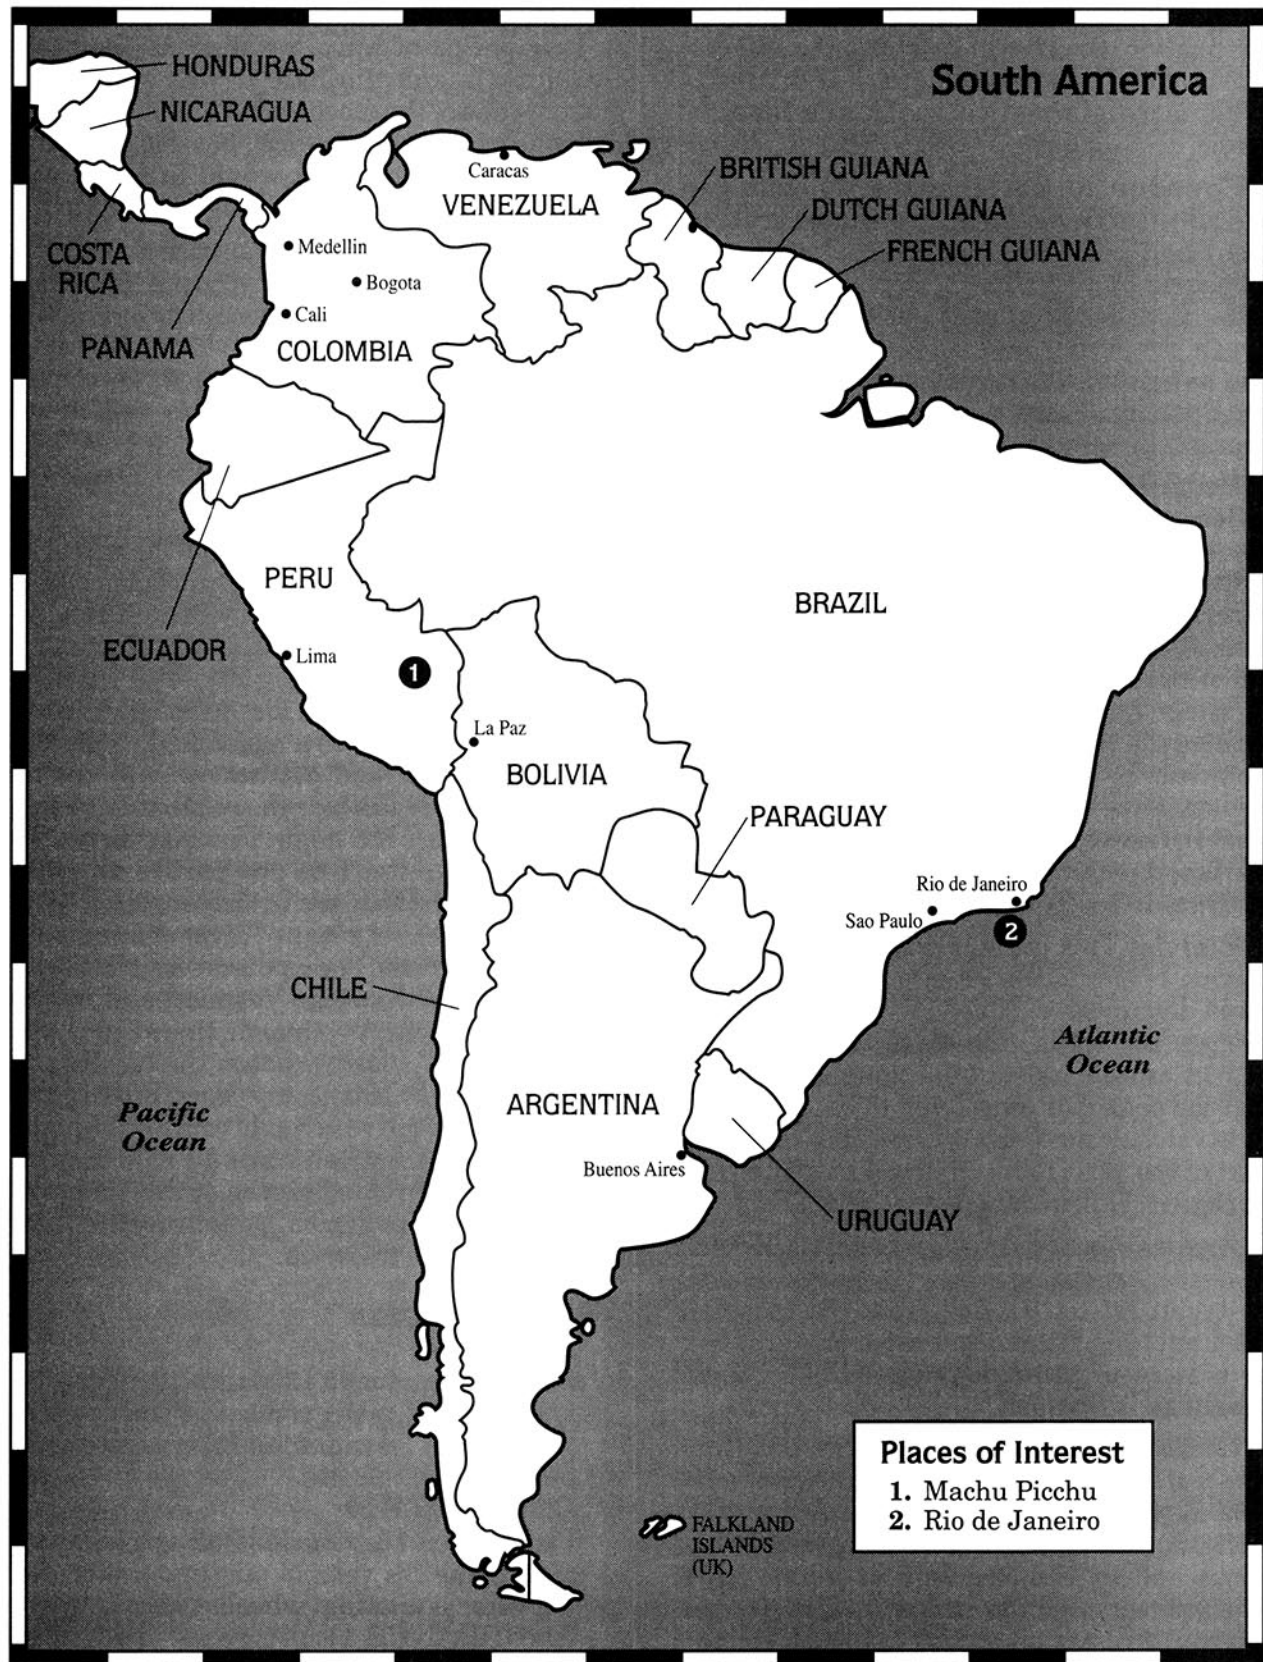 South America
HONDURAS
NICARAGUA
COSTA
RICA
PANAMA
Caracas
VENEZUELA
BRITISH GUIANA
DUTCH GUIANA
FRENCH GUIANA
Medellin
Bogota
Cali
COLOMBIA
ECUADOR
PERU
Lima
1
BRAZIL
La Paz
BOLIVIA
PARAGUAY
Rio de Janeiro
Sao Paulo
2
CHILE
Atlantic
Ocean
Pacific
Ocean
ARGENTINA
Buenos Aires
URUGUAY
FALKLAND
ISLANDS
(UK)
Places of Interest
1. Machu Picchu
2. Rio de Janeiro